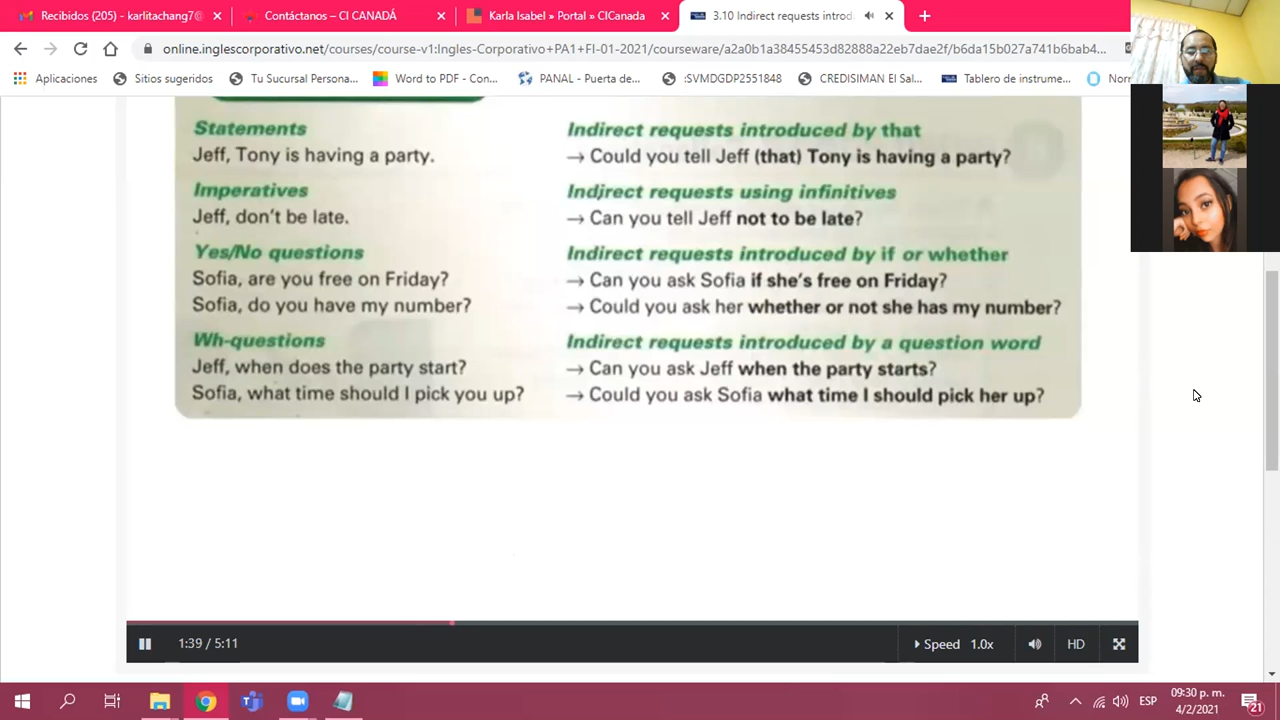 Recibidos (205) - karlitachang7@
Contáctanos – CI CANADÁ
Karla Isabel » Portal » CICanada
3.10 Indirect requests introdu
online.inglescorporativo.net/courses/course-v1:Ingles-Corporativo+PA1+FI-01-2021/courseware/a2a0b1a38455453d82888a22eb7dae2f/b6da15b027a741b6bab4...
Aplicaciones
Sitios sugeridos
Tu Sucursal Persona...
Word to PDF - Con...
PANAL - Puerta de...
:SVMDSDP2551848
CREDISIMAN El Sal...
Tablero de instrume...
Norm
Statements
Indirect requests introduced by that
Jeff, Tony is having a party.
→ Could you tell Jeff (that) Tony is having a party?
Imperatives
Indirect requests using infinitives
Jeff, don't be late.
→ Can you tell Jeff not to be late?
Yes/No questions
Indirect requests introduced by if or whether
Sofia, are you free on Friday?
→ Can you ask Sofia if she's free on Friday?
Sofia, do you have my number?
→ Could you ask her whether or not she has my number?
Wh-questions
Indirect requests introduced by a question word
Jeff, when does the party start?
→ Can you ask Jeff when the party starts?
Sofia, what time should I pick you up?
→ Could you ask Sofia what time I should pick her up?
1:39 / 5:11
Speed 1.0x
HD
ESP
09:30 p. m.
4/2/2021
21